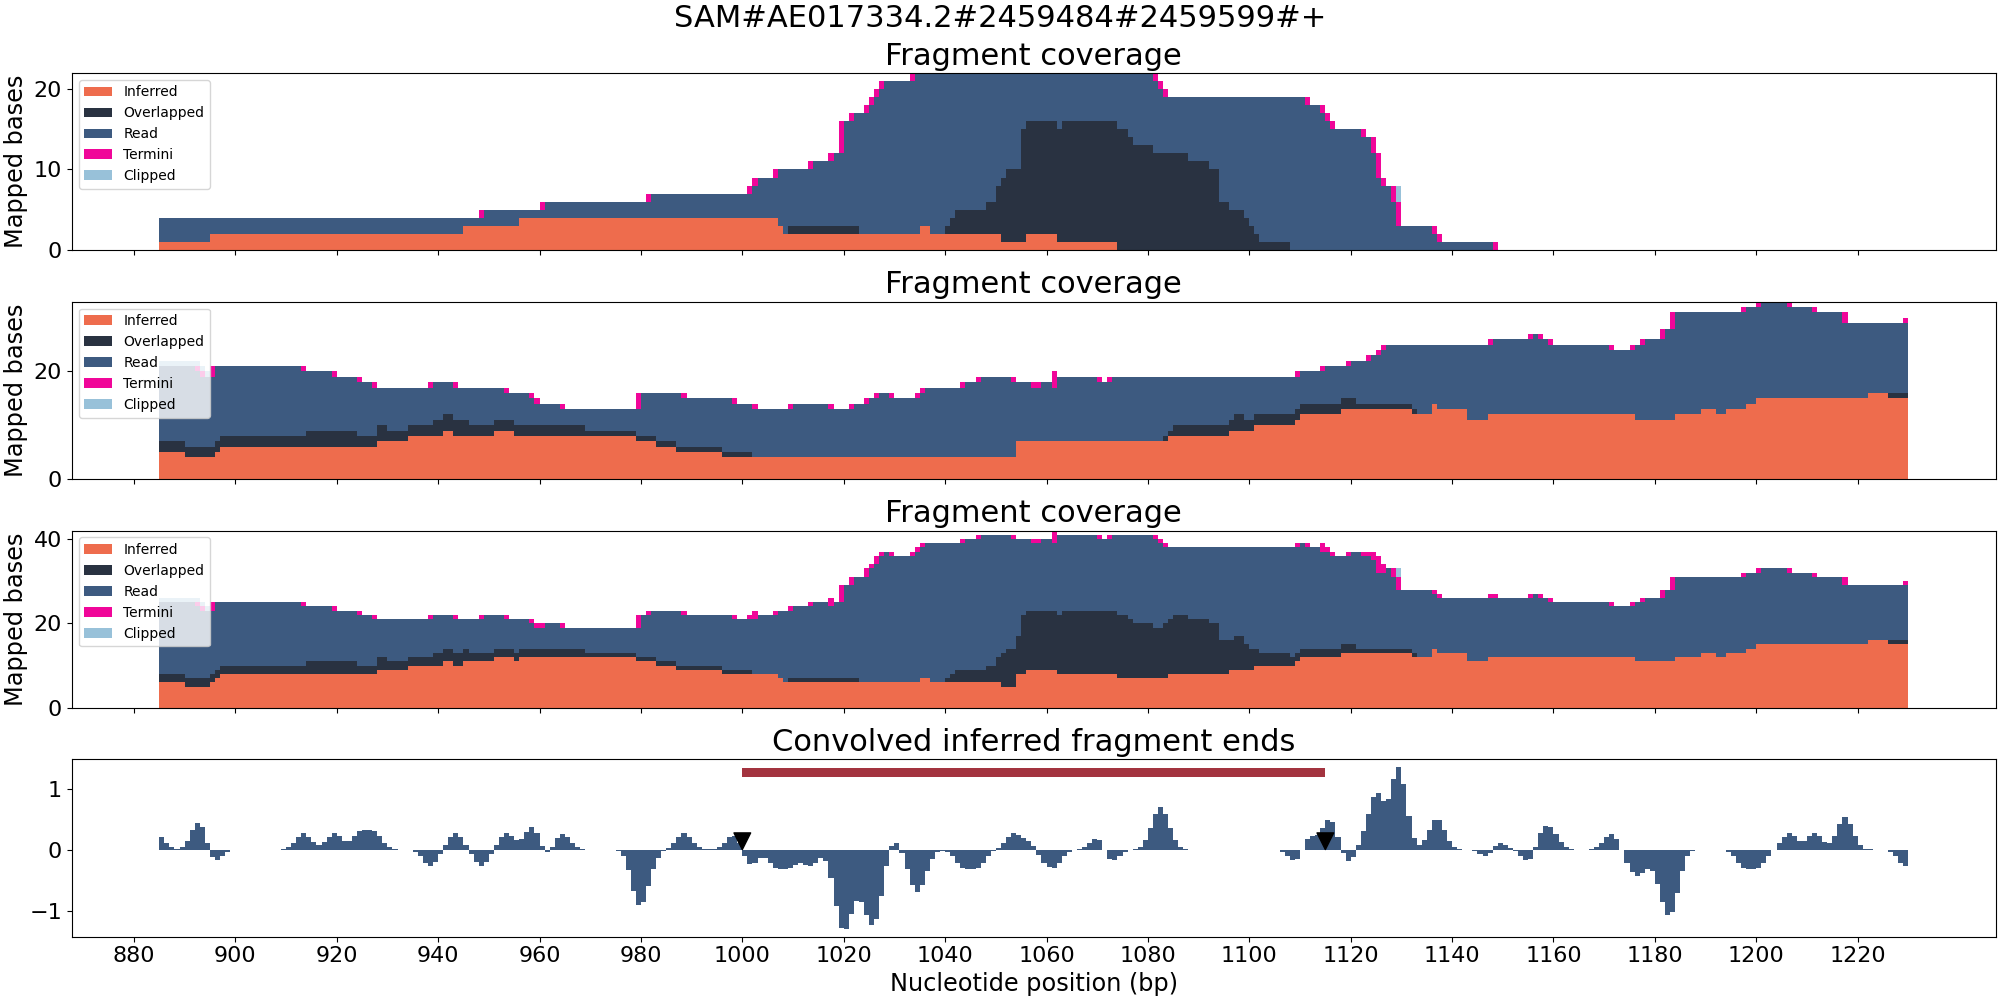 SAM#AE017334.2#2459484#2459599#+
Fragment coverage
Mapped bases
20
10
0
Inferred
Overlapped
Read
Termini
Clipped
Fragment coverage
Mapped bases
20
0
Inferred
Overlapped
Read
Termini
Clipped
Fragment coverage
Mapped bases
40
20
0
Inferred
Overlapped
Read
Termini
Clipped
Convolved inferred fragment ends
1
0
−1
880 900 920 940 960 980 1000 1020 1040 1060 1080 1100 1120 1140 1160 1180 1200 1220
Nucleotide position (bp)